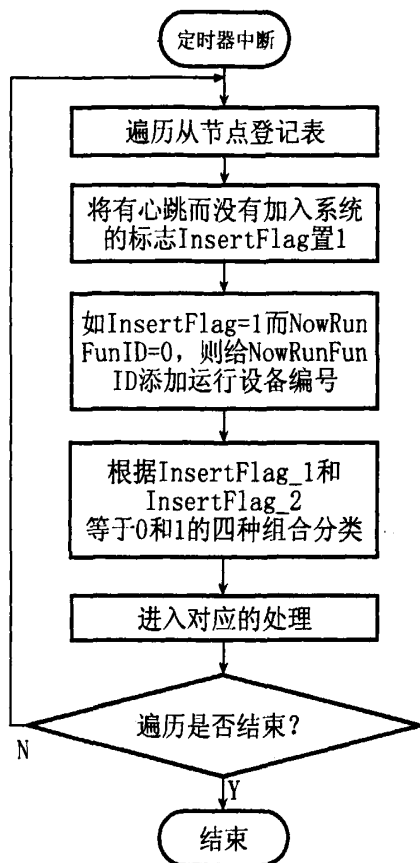 定时器中断
遍历从节点登记表
将有心跳而没有加入系统
的标志InsertFlag置1
如InsertFlag=1而NowRun
FunID=0，则给NowRunFun
ID添加运行设备编号
根据InsertFlag_1和
InsertFlag_2
等于0和1的四种组合分类
进入对应的处理
遍历是否结束？
N
Y
结束